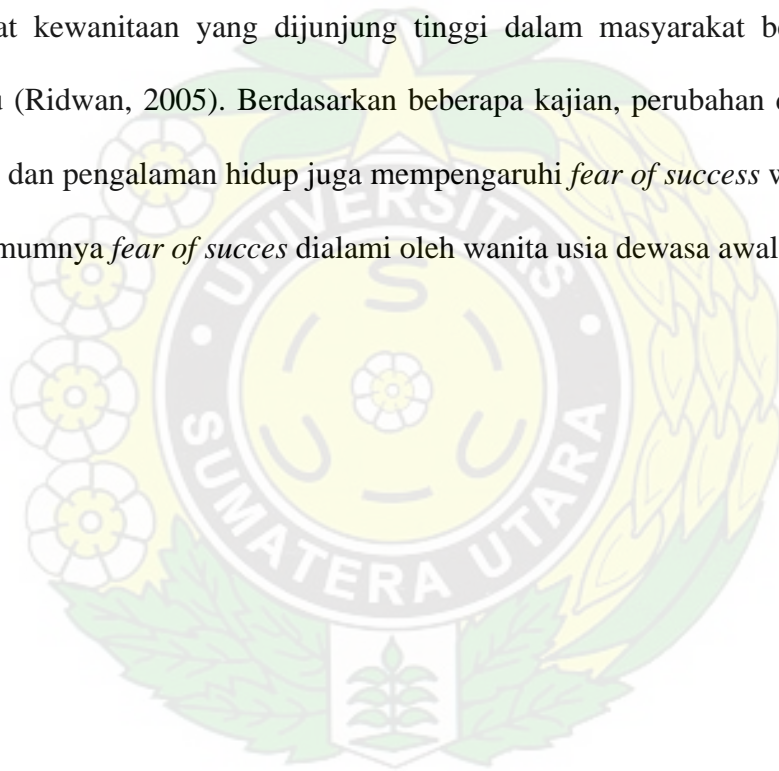 at kewanitaan yang dijunjung tinggi dalam masyarakat be
(Ridwan, 2005). Berdasarkan beberapa kajian, perubahan
dan pengalaman hidup juga mempengaruhi fear of success w
mumnya fear of succes dialami oleh wanita usia dewasa awal
UNIVERSITAS
SUMATERA UTARA